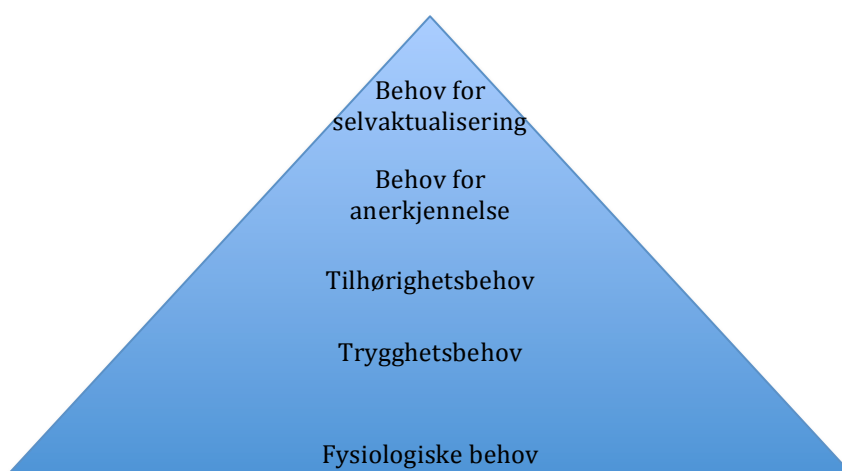 Behov for
selvaktualisering
Behov for
anerkjennelse
Tilhørighetsbehov
Trygghetsbehov
Fysiologiske behov